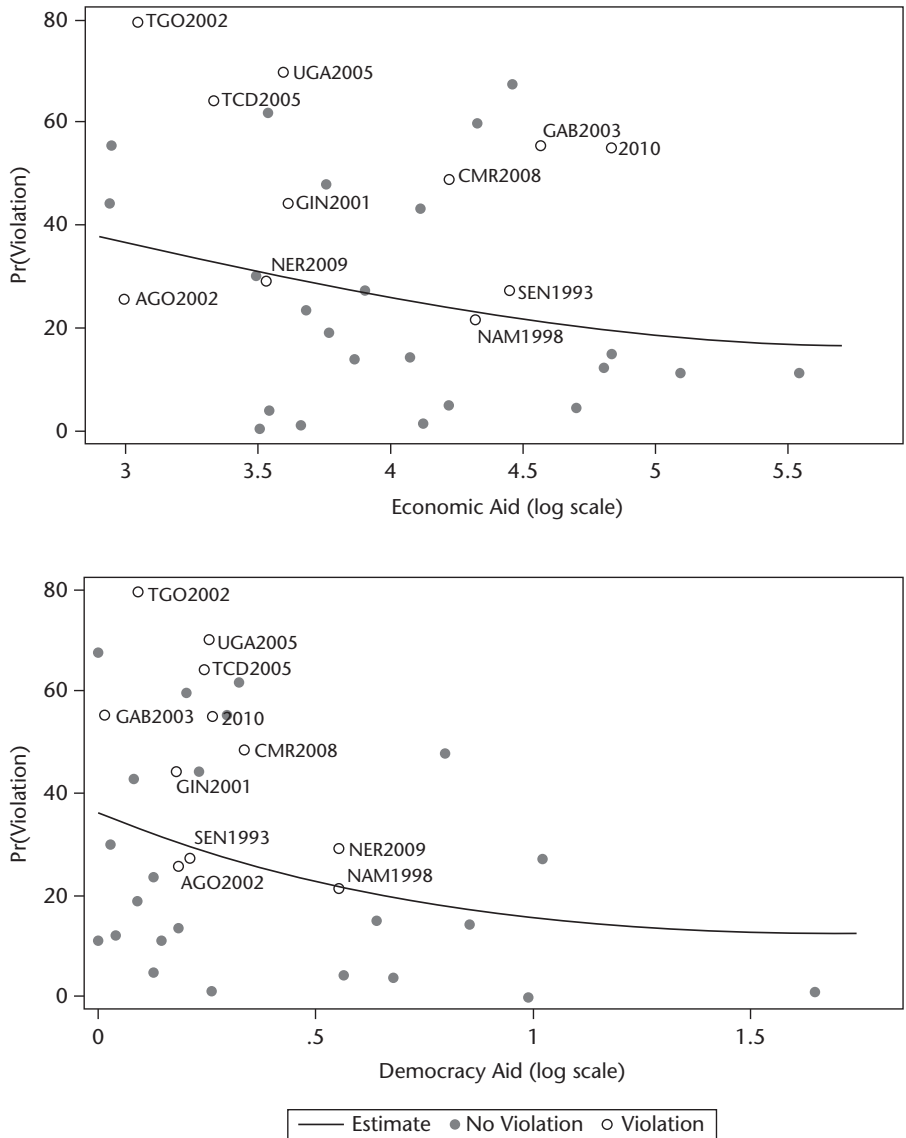 80
60
40
20
0
Pr(Violation)
TGO2002
UGA2005
TCD2005
GAB2003
2010
CMR2008
GIN2001
NER2009
AGO2002
SEN1993
NAM1998
3 3.5 4 4.5 5 5.5
Economic Aid (log scale)
80
60
40
20
0
Pr(Violation)
TGO2002
UGA2005
TCD2005
GAB2003
2010
CMR2008
GIN2001
SEN1993
NER2009
AGO2002
NAM1998
0 .5 1 1.5
Democracy Aid (log scale)
Estimate No Violation Violation